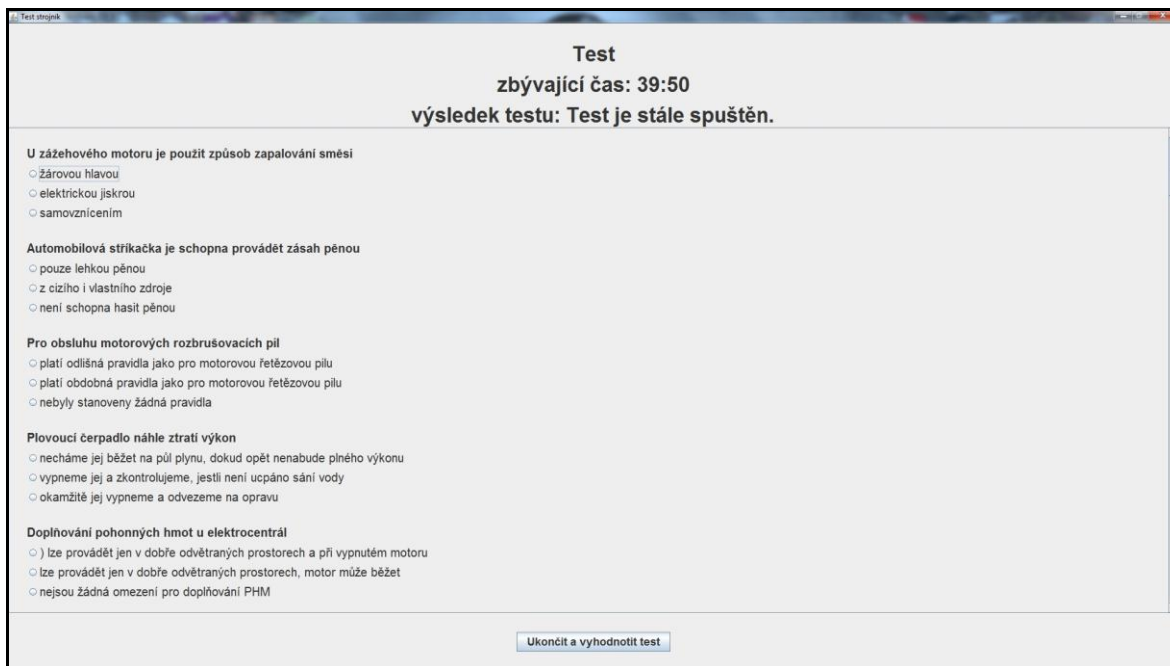 Test strojník
Test
zbývající čas: 39:50
výsledek testu: Test je stále spuštěn.
U zážehového motoru je použit způsob zapalování směsi
žárovou hlavou
elektrickou jiskrou
samovznícením
Automobilová stříkačka je schopna provádět zásah pěnou
pouze lehkou pěnou
z cizího i vlastního zdroje
není schopna hasit pěnou
Pro obsluhu motorových rozbrušovacích pil
platí odlišná pravidla jako pro motorovou řetězovou pilu
platí obdobná pravidla jako pro motorovou řetězovou pilu
nebyly stanoveny žádná pravidla
Plovoucí čerpadlo náhle ztratí výkon
necháme jej běžet na půl plynu, dokud opět nenabude plného výkonu
vypneme jej a zkontrolujeme, jestli není ucpáno sání vody
okamžitě jej vypneme a odvezeme na opravu
Doplňování pohonných hmot u elektrocentrál
) lze provádět jen v dobře odvětraných prostorech a při vypnutém motoru
lze provádět jen v dobře odvětraných prostorech, motor může běžet
nejsou žádná omezení pro doplňování PHM
Ukončit a vyhodnotit test